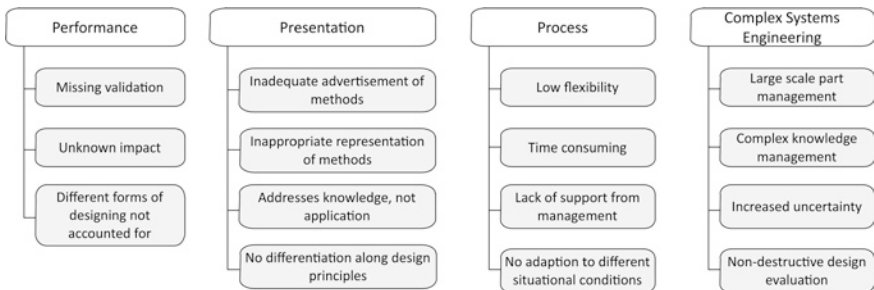 Performance
Missing validation
Unknown impact
Different forms of
designing not
accounted for
Presentation
Inadequate advertisement of
methods
Inappropriate representation
of methods
Addresses knowledge, not
application
No differentiation along design
principles
Process
Low flexibility
Time consuming
Lack of support from
management
No adaption to different
situational conditions
Complex Systems
Engineering
Large scale part
management
Complex knowledge
management
Increased uncertainty
Non-destructive design
evaluation